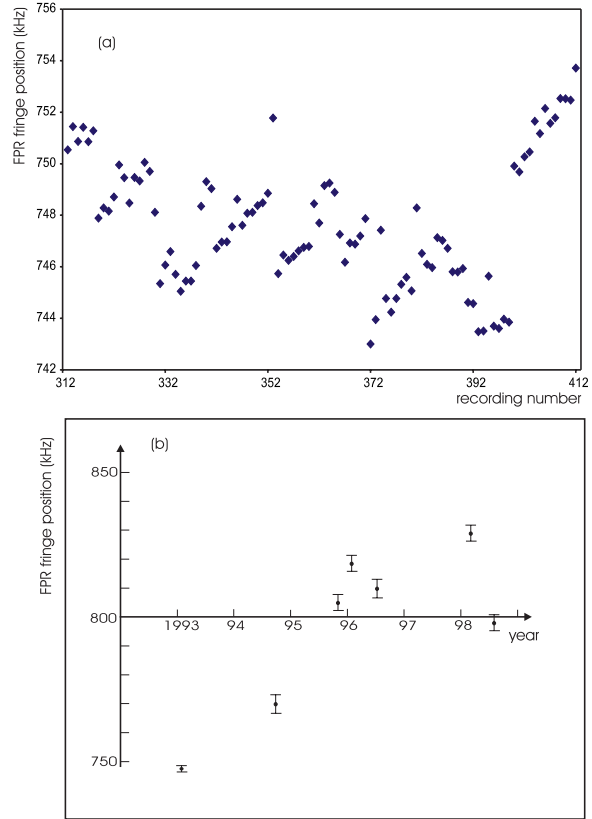 FPR fringe position (kHz)
(a)
756
754
752
750
748
746
744
742
312 332 352 372 392 412
recording number
FPR fringe position (kHz)
(b)
850
800
750
1993 94 95 96 97 98
year